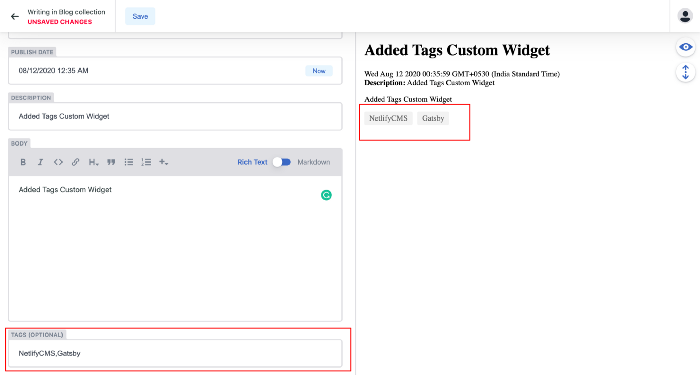 Writing in Blog collection
UNSAVED CHANGES
Save
PUBLISH DATE
08/12/2020 12:35 AM
Now
DESCRIPTION
Added Tags Custom Widget
BODY
B I <> H 
Rich Text
Markdown
Added Tags Custom Widget
TAGS (OPTIONAL)
NetlifyCMS,Gatsby
Added Tags Custom Widget
Wed Aug 12 2020 00:35:59 GMT+0530 (India Standard Time)
Description: Added Tags Custom Widget
Added Tags Custom Widget
NetlifyCMS Gatsby